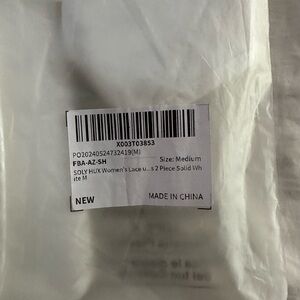 X003T03853
PO20240524732419(M)
FBA-AZ-SH
Size: Medium
SOLY HUX Women's Lace u...s 2 Piece Solid Wh
ite M
NEW
MADE IN CHINA